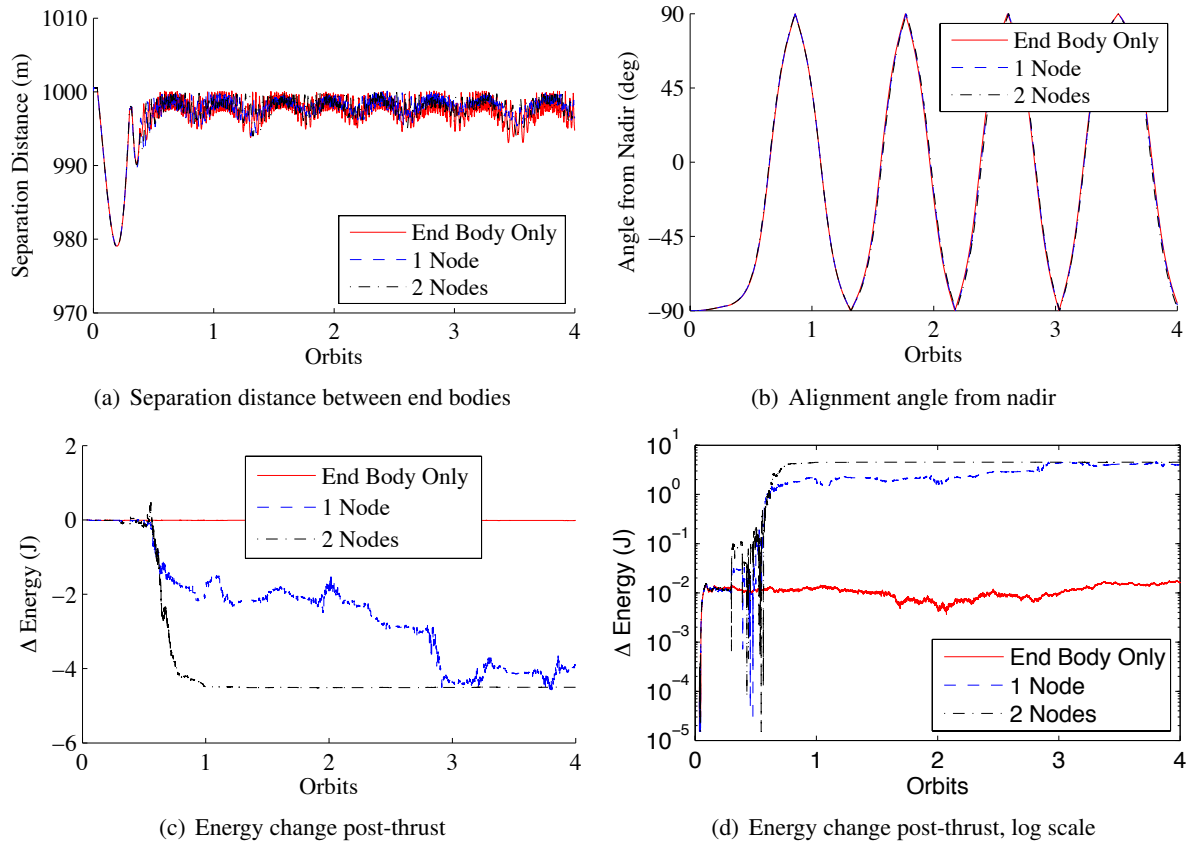 1010
1000
990
980
970
Separation Distance (m)
End Body Only
1 Node
2 Nodes
0
1
2
3
4
Orbits
(a) Separation distance between end bodies
90
45
0
−45
−90
Angle from Nadir (deg)
End Body Only
1 Node
2 Nodes
0
1
2
3
4
Orbits
(b) Alignment angle from nadir
2
0
−2
−4
−6
Δ Energy (J)
End Body Only
1 Node
2 Nodes
0
1
2
3
4
Orbits
(c) Energy change post-thrust
10^1
10^0
10^−1
10^−2
10^−3
10^−4
10^−5
Δ Energy (J)
End Body Only
1 Node
2 Nodes
0
1
2
3
4
Orbits
(d) Energy change post-thrust, log scale